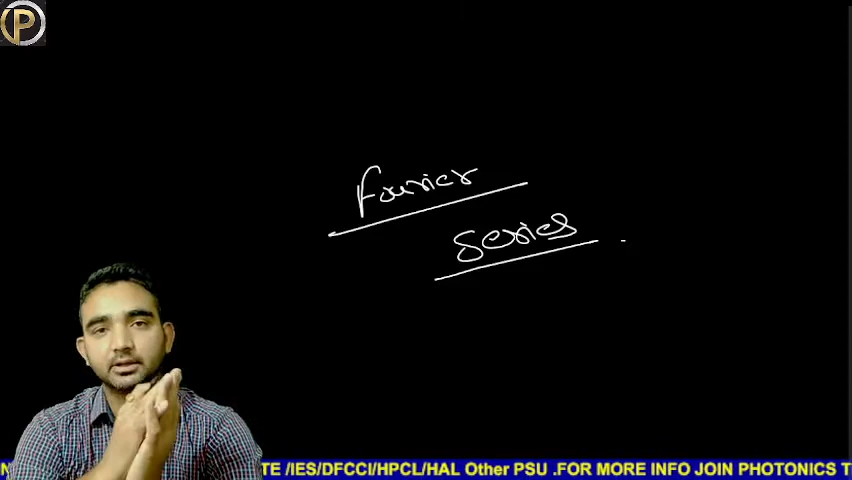 P
Fourier
Series
TE /IES/DFCCI/HPCL/HAL Other PSU .FOR MORE INFO JOIN PHOTONICS T